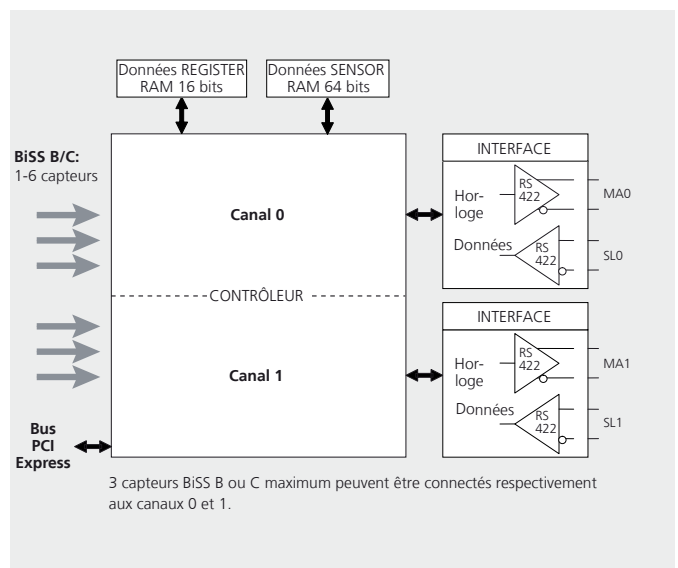 Données REGISTER
RAM 16 bits
Données SENSOR
RAM 64 bits
BiSS B/C:
1-6 capteurs
Canal 0
CONTRÔLEUR
Canal 1
Bus
PCI
Express
INTERFACE
Hor-
loge
RS
422
MA0
Données
RS
422
SL0
INTERFACE
Hor-
loge
RS
422
MA1
Données
RS
422
SL1
3 capteurs BiSS B ou C maximum peuvent être connectés respectivement
aux canaux 0 et 1.